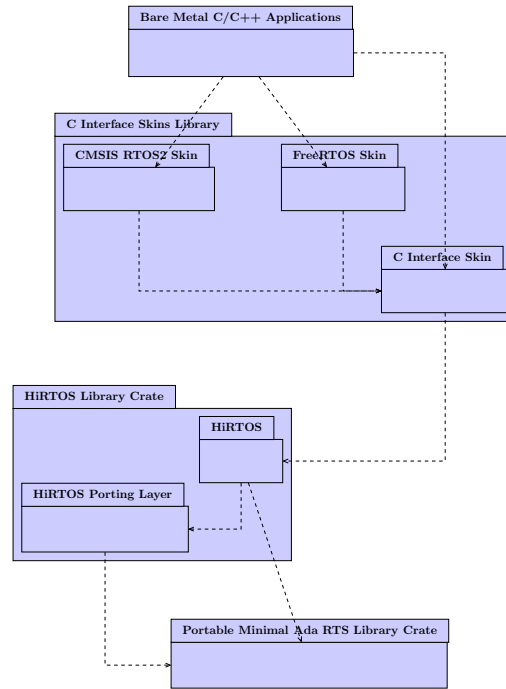 Bare Metal C/C++ Applications
C Interface Skins Library
CMSIS RTOS2 Skin
FreeRTOS Skin
C Interface Skin
HiRTOS Library Crate
HiRTOS
HiRTOS Porting Layer
Portable Minimal Ada RTS Library Crate